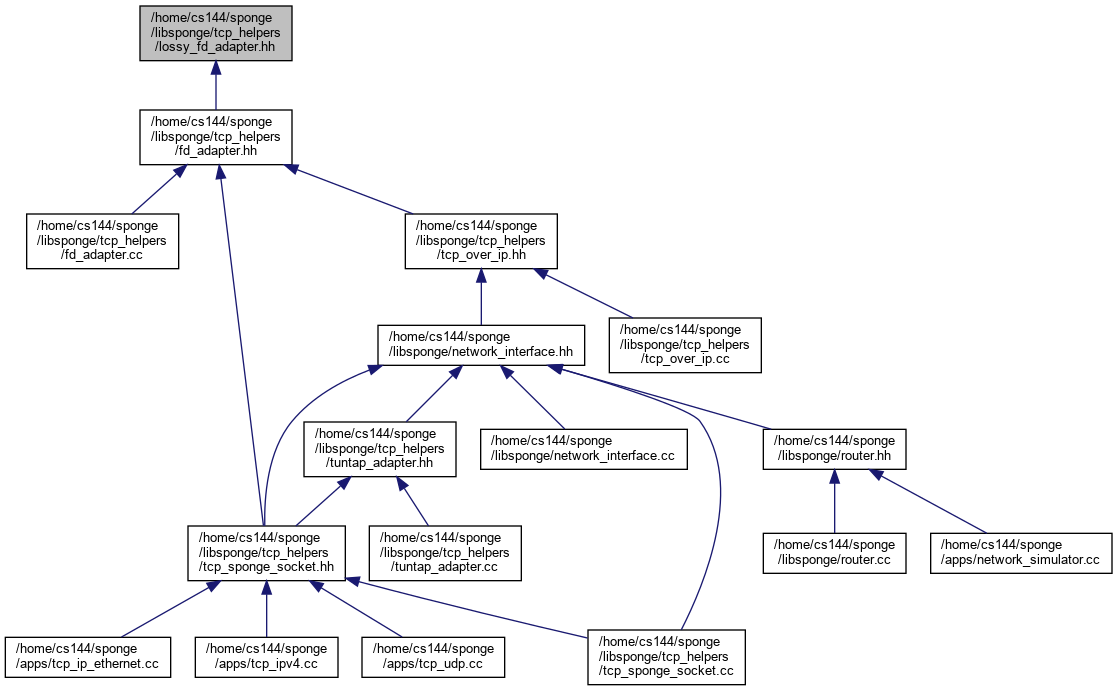 /home/cs144/sponge
/libsponge/tcp_helpers
/lossy_fd_adapter.hh
/home/cs144/sponge
/libsponge/tcp_helpers
/fd_adapter.hh
/home/cs144/sponge
/libsponge/tcp_helpers
/fd_adapter.cc
/home/cs144/sponge
/libsponge/tcp_helpers
/tcp_over_ip.hh
/home/cs144/sponge
/libsponge/network_interface.hh
/home/cs144/sponge
/libsponge/tcp_helpers
/tcp_over_ip.cc
/home/cs144/sponge
/libsponge/tcp_helpers
/tuntap_adapter.hh
/home/cs144/sponge
/libsponge/network_interface.cc
/home/cs144/sponge
/libsponge/router.hh
/home/cs144/sponge
/libsponge/tcp_helpers
/tcp_sponge_socket.hh
/home/cs144/sponge
/libsponge/tcp_helpers
/tuntap_adapter.cc
/home/cs144/sponge
/libsponge/router.cc
/home/cs144/sponge
/apps/network_simulator.cc
/home/cs144/sponge
/apps/tcp_ip_ethernet.cc
/home/cs144/sponge
/apps/tcp_ipv4.cc
/home/cs144/sponge
/apps/tcp_udp.cc
/home/cs144/sponge
/libsponge/tcp_helpers
/tcp_sponge_socket.cc